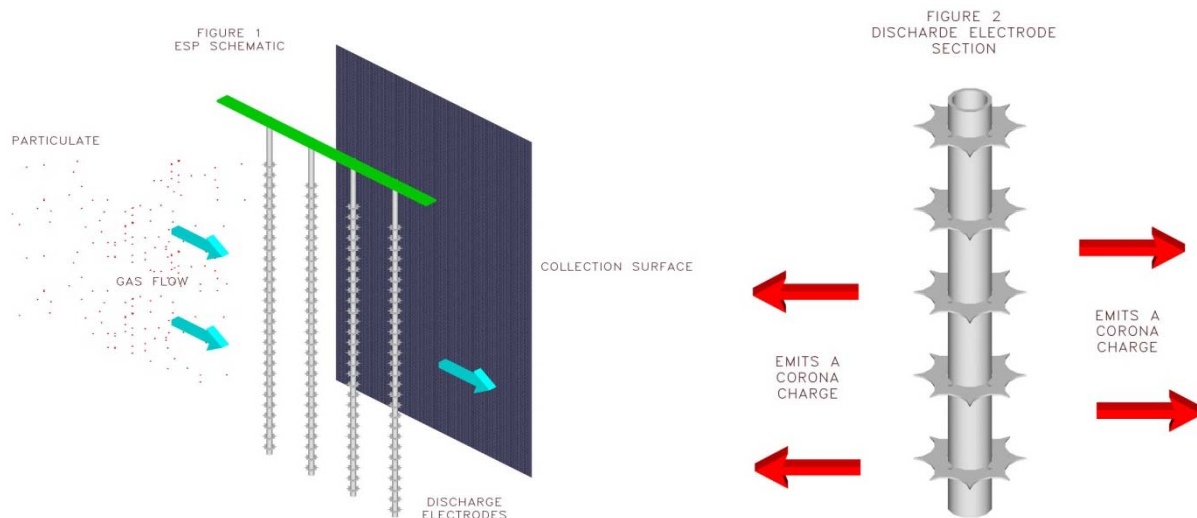 FIGURE 1
ESP SCHEMATIC
PARTICULATE
GAS FLOW
COLLECTION SURFACE
DISCHARGE
ELECTRODES
FIGURE 2
DISCHARDE ELECTRODE
SECTION
EMITS A
CORONA
CHARGE
EMITS A
CORONA
CHARGE